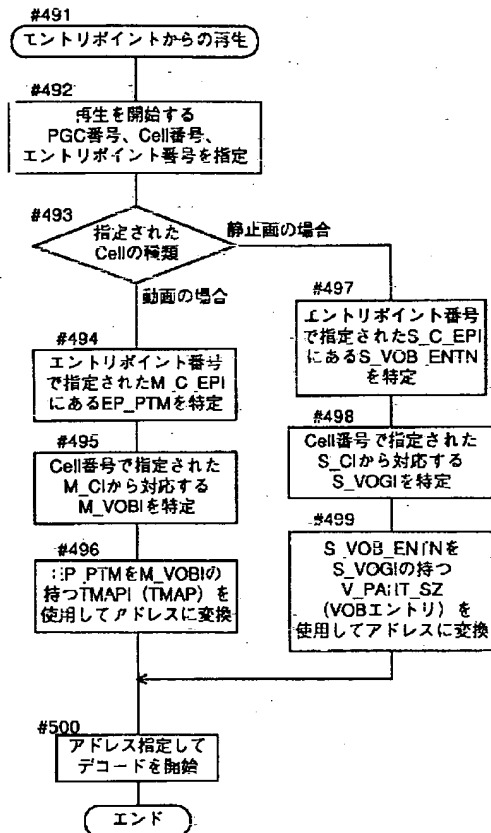 #491
エントリポイントからの再生
#492
再生を開始する
PGC番号、Cell番号、
エントリポイント番号を指定
#493
指定された
Cellの種類
静止画の場合
動画の場合
#494
エントリポイント番号
で指定されたM_C_EPI
にあるEP_PTMを特定
#495
Cell番号で指定された
M_CIから対応する
M_VOBIを特定
#496
EP_PTMをM_VOBIの
持つTMAPI（TMAP）を
使用してアドレスに変換
#497
エントリポイント番号
で指定されたS_C_EPI
にあるS_VOB_ENTN
を特定
#498
Cell番号で指定された
S_CIから対応する
S_VOGIを特定
#499
S_VOB_ENTNを
S_VOGIの持つ
V_PART_SZ
（VOBエントリ）を
使用してアドレスに変換
#500
アドレス指定して
デコードを開始
エンド